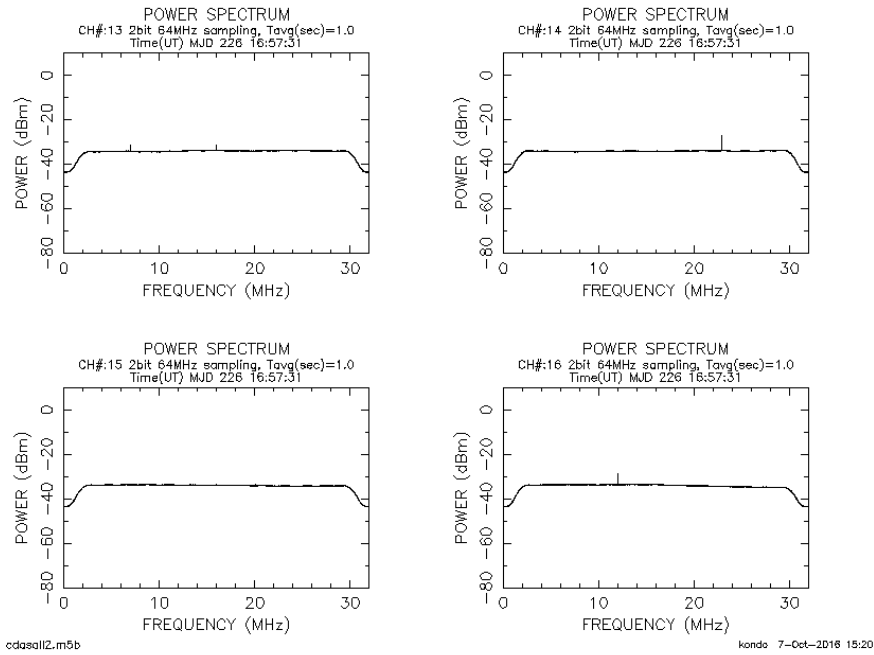 POWER SPECTRUM
CH#:13 2bit 64MHz sampling, Tavg(sec)=1.0
Time(UT) MJD 226 16:57:31
0
-20
-40
-60
-80
POWER (dBm)
0 10 20 30
FREQUENCY (MHz)
POWER SPECTRUM
CH#:14 2bit 64MHz sampling, Tavg(sec)=1.0
Time(UT) MJD 226 16:57:31
0
-20
-40
-60
-80
POWER (dBm)
0 10 20 30
FREQUENCY (MHz)
POWER SPECTRUM
CH#:15 2bit 64MHz sampling, Tavg(sec)=1.0
Time(UT) MJD 226 16:57:31
0
-20
-40
-60
-80
POWER (dBm)
0 10 20 30
FREQUENCY (MHz)
POWER SPECTRUM
CH#:16 2bit 64MHz sampling, Tavg(sec)=1.0
Time(UT) MJD 226 16:57:31
0
-20
-40
-60
-80
POWER (dBm)
0 10 20 30
FREQUENCY (MHz)
kondo 7-Oct-2016 15:20